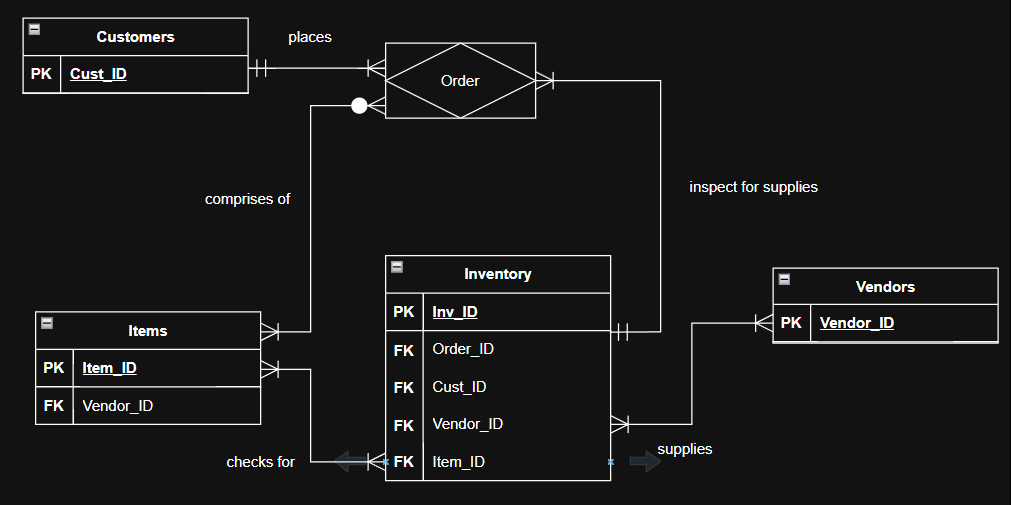 Customers
PK Cust_ID
places
Order
comprises of
inspect for supplies
Items
PK Item_ID
FK Vendor_ID
Inventory
PK Inv_ID
FK Order_ID
FK Cust_ID
FK Vendor_ID
FK Item_ID
Vendors
PK Vendor_ID
checks for
supplies